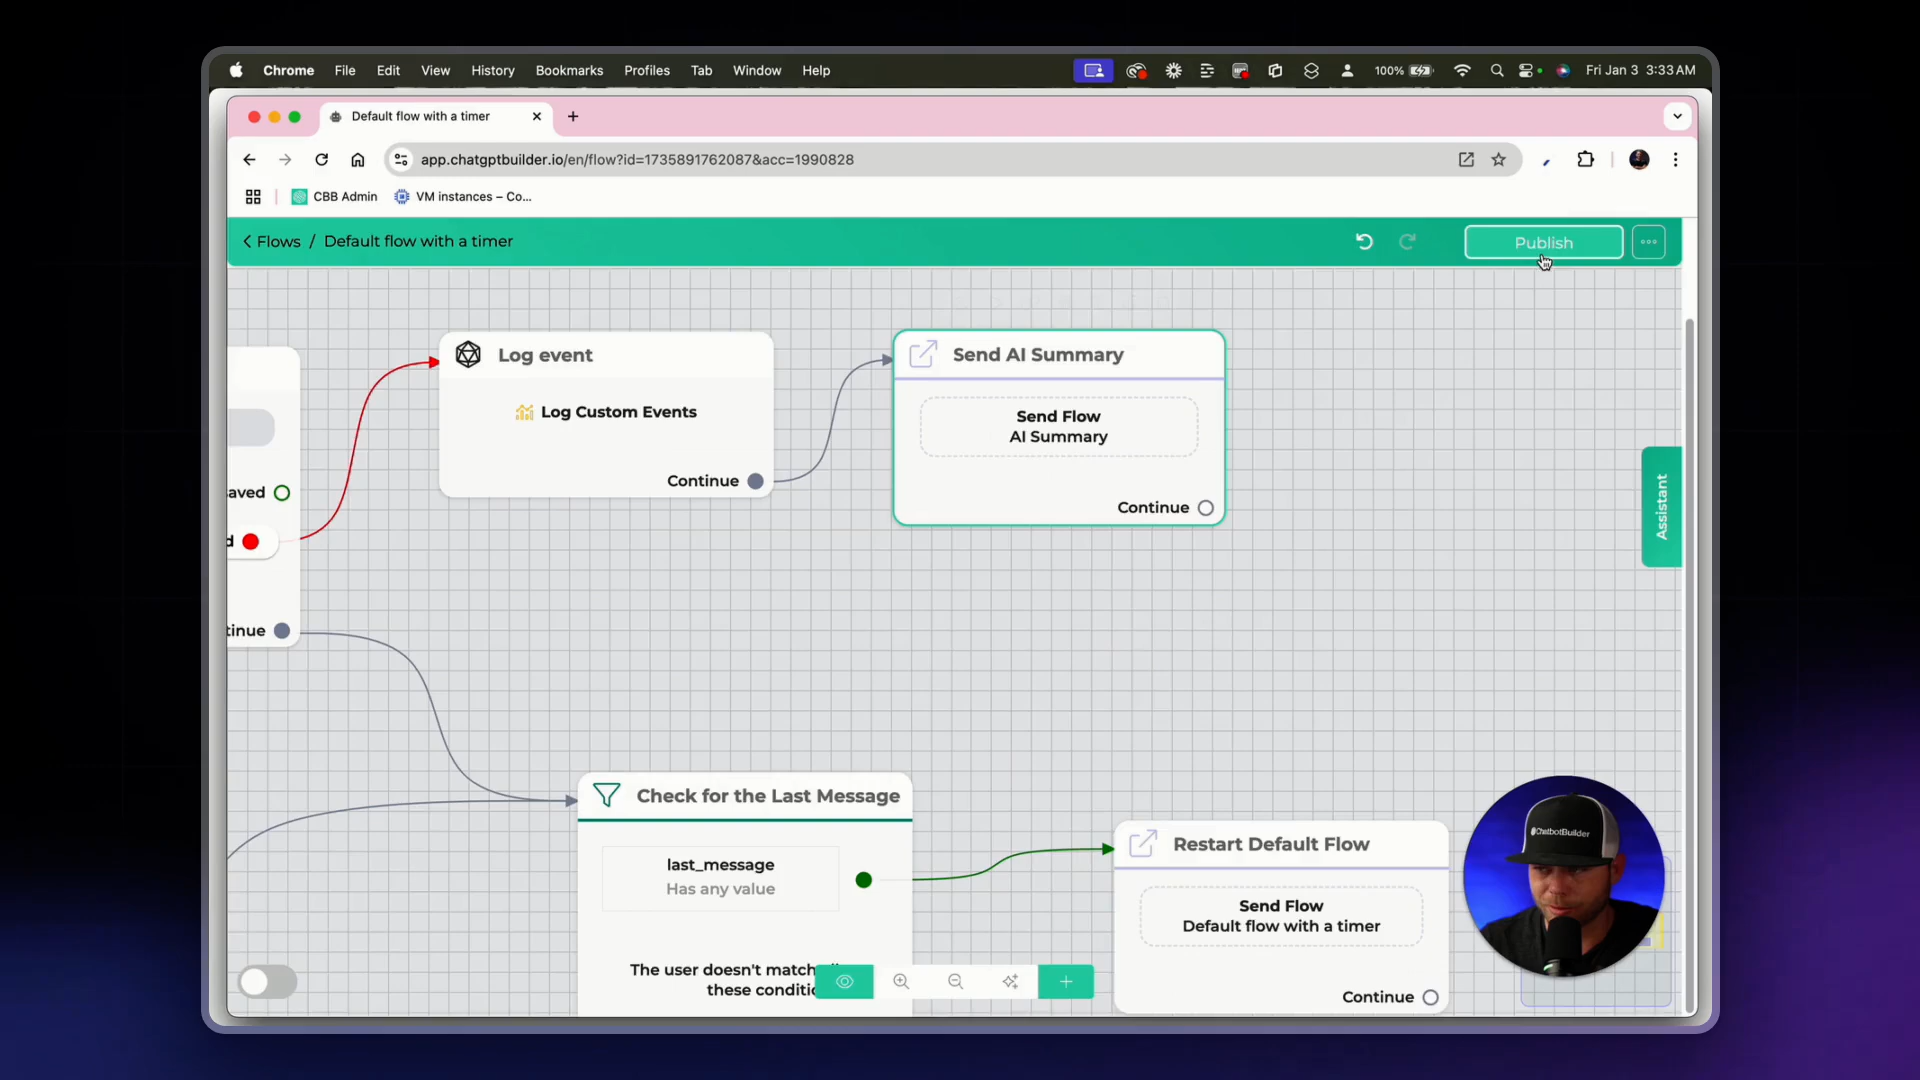 Chrome File Edit View History Bookmarks Profiles Tab Window Help 100% Fri Jan 3 3:33 AM
Default flow with a timer
app.chatgptbuilder.io/en/flow?id=1735891762087&acc=1990828
CBB Admin VM instances – Co...
Flows / Default flow with a timer
Publish
Log event
Log Custom Events
Continue
Send AI Summary
Send Flow
AI Summary
Continue
aved
d
tinue
Assistant
Check for the Last Message
last_message
Has any value
The user doesn't match
these conditio
Restart Default Flow
Send Flow
Default flow with a timer
Continue
ChatbotBuilder